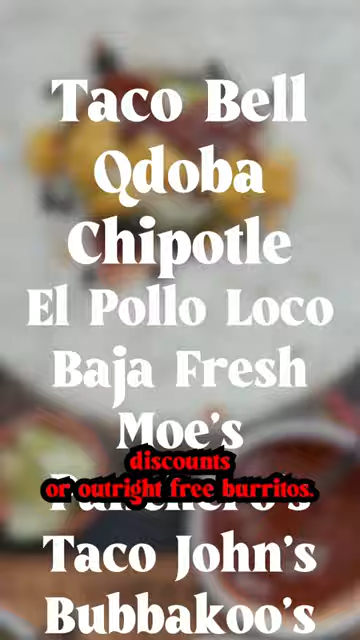 Taco Bell
Qdoba
Chipotle
El Pollo Loco
Baja Fresh
Moe's
discounts
or outright free burritos.
Taco John's
Bubbakoo's